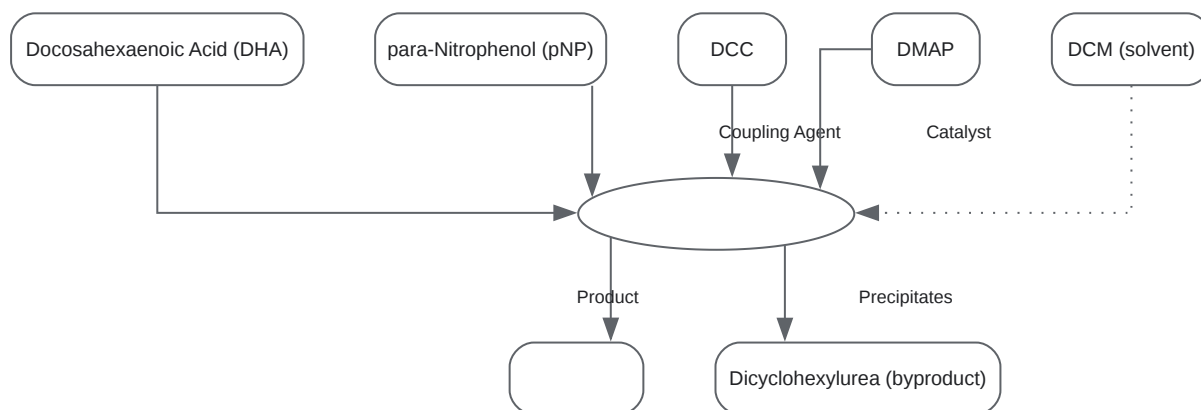 Docosahexaenoic Acid (DHA)
para-Nitrophenol (pNP)
DCC
DMAP
DCM (solvent)
Coupling Agent
Catalyst
Product
Precipitates
Dicyclohexylurea (byproduct)